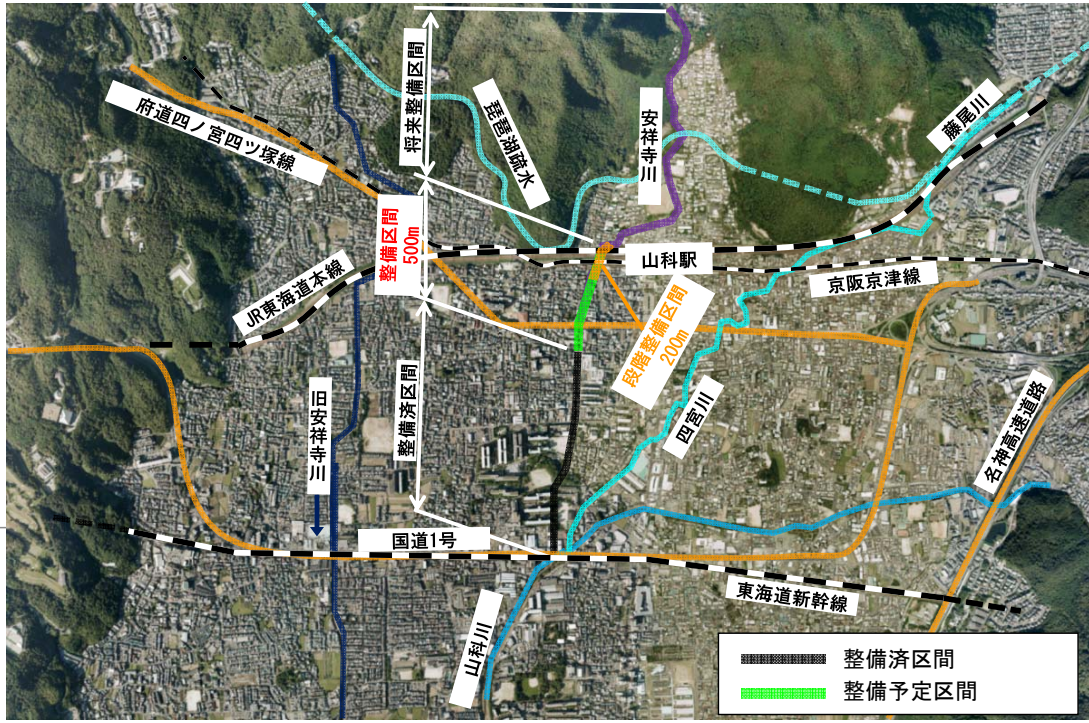 府道四ノ宮四ツ塚線
将来整備区間
琵琶湖疏水
安祥寺川
藤尾川
整備区間
500m
山科駅
京阪京津線
JR東海道本線
段階整備区間
200m
整備済区間
四宮川
旧安祥寺川
名神高速道路
国道1号
東海道新幹線
山科川
整備済区間
整備予定区間